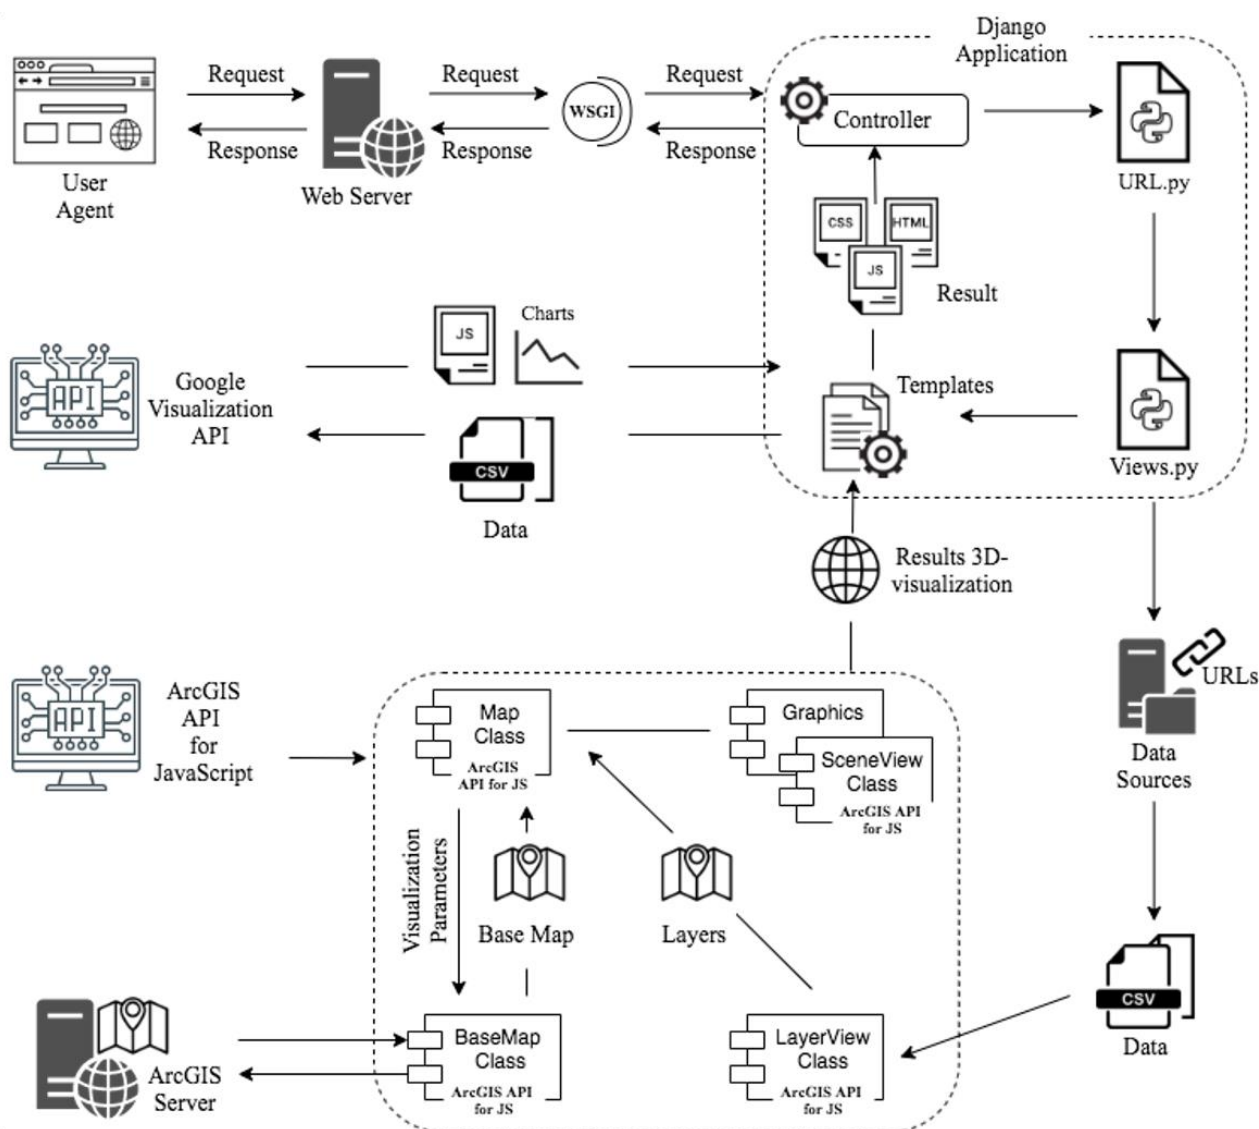 Django
Application
Request
Request
Request
WSGI
Controller
Response
Response
Response
User
Agent
Web Server
URL.py
CSS
HTML
JS
Result
JS
Charts
API
Google
Visualization
API
Templates
CSV
Data
Views.py
Results 3D-
visualization
API
ArcGIS
API
for
JavaScript
Map
Class
ArcGIS
API for JS
Graphics
SceneView
Class
ArcGIS API
for JS
URLs
Data
Sources
Visualization
Parameters
Base Map
Layers
CSV
Data
ArcGIS
Server
BaseMap
Class
ArcGIS API
for JS
LayerView
Class
ArcGIS API
for JS